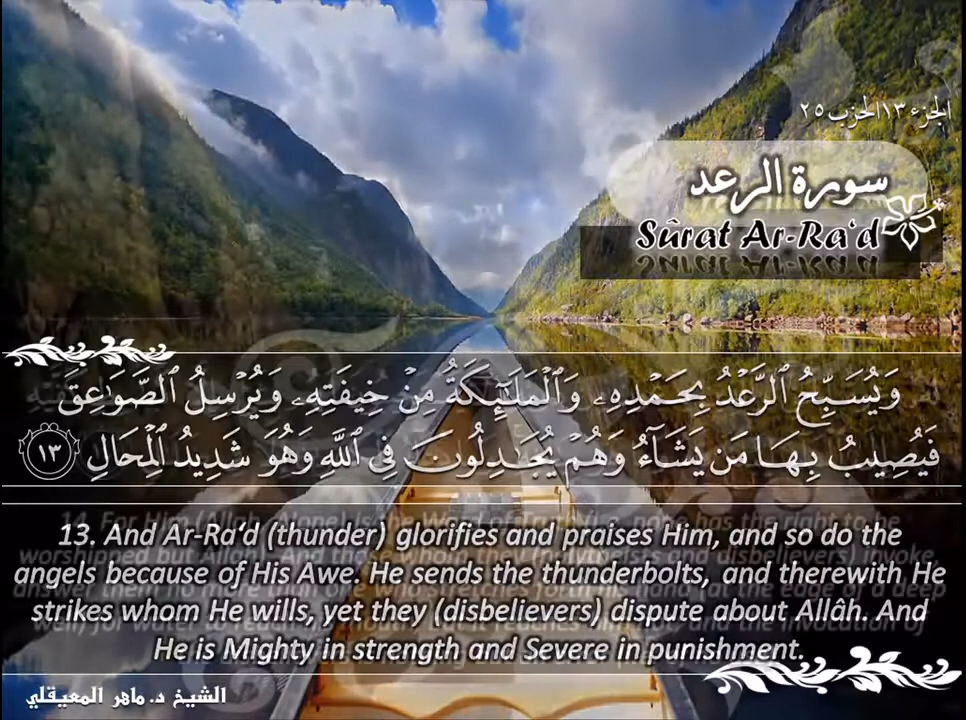 الجزء ١٣ الحزب ٢٥
سورة الرعد
Sûrat Ar-Ra‘d
وَيُسَبِّحُ ٱلرَّعْدُ بِحَمْدِهِۦ وَٱلْمَلَٰٓئِكَةُ مِنْ خِيفَتِهِۦ وَيُرْسِلُ ٱلصَّوَٰعِقَ
فَيُصِيبُ بِهَا مَن يَشَآءُ وَهُمْ يُجَٰدِلُونَ فِى ٱللَّهِ وَهُوَ شَدِيدُ ٱلْمِحَالِ ١٣
13. And Ar-Ra‘d (thunder) glorifies and praises Him, and so do the
angels because of His Awe. He sends the thunderbolts, and therewith He
strikes whom He wills, yet they (disbelievers) dispute about Allâh. And
He is Mighty in strength and Severe in punishment.
الشيخ د. ماهر المعيقلي